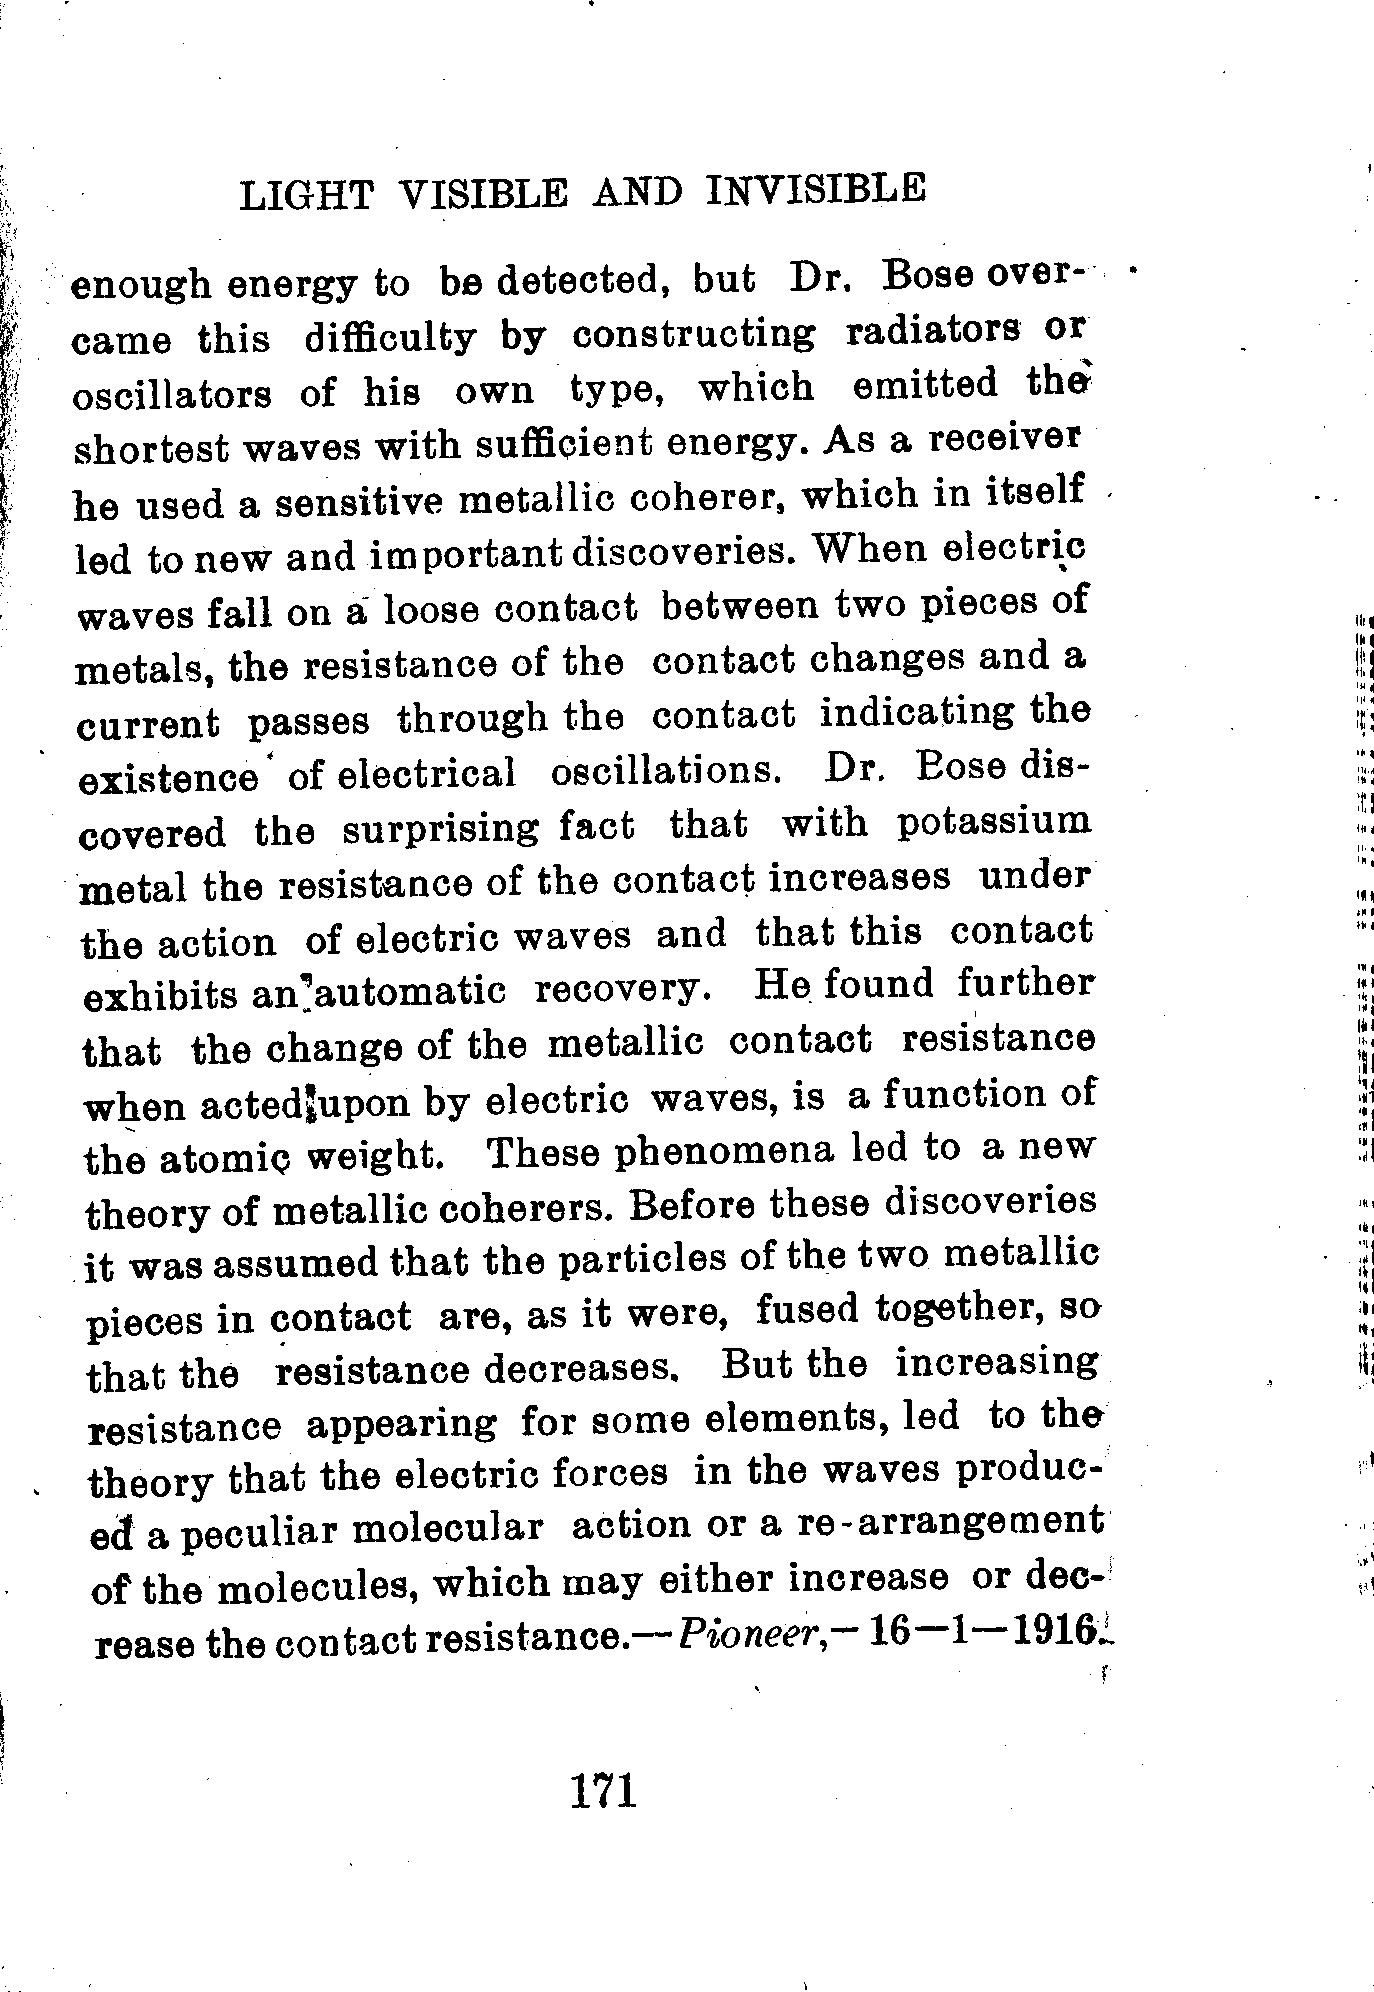 LIGHT VISIBLE AND INVISIBLE
enough energy to be detected, but Dr. Bose over-
came this difficulty by constructing radiators or
oscillators of his own type, which emitted the
shortest waves with sufficient energy. As a receiver
he used a sensitive metallic coherer, which in itself
led to new and important discoveries. When electric
waves fall on a loose contact between two pieces of
metals, the resistance of the contact changes and a
current passes through the contact indicating the
existence of electrical oscillations. Dr. Bose dis-
covered the surprising fact that with potassium
metal the resistance of the contact increases under
the action of electric waves and that this contact
exhibits an automatic recovery. He found further
that the change of the metallic contact resistance
when acted upon by electric waves, is a function of
the atomic weight. These phenomena led to a new
theory of metallic coherers. Before these discoveries
it was assumed that the particles of the two metallic
pieces in contact are, as it were, fused together, so
that the resistance decreases. But the increasing
resistance appearing for some elements, led to the
theory that the electric forces in the waves produc-
ed a peculiar molecular action or a re-arrangement
of the molecules, which may either increase or dec-
rease the contact resistance.—Pioneer,—16—1—1916.
171